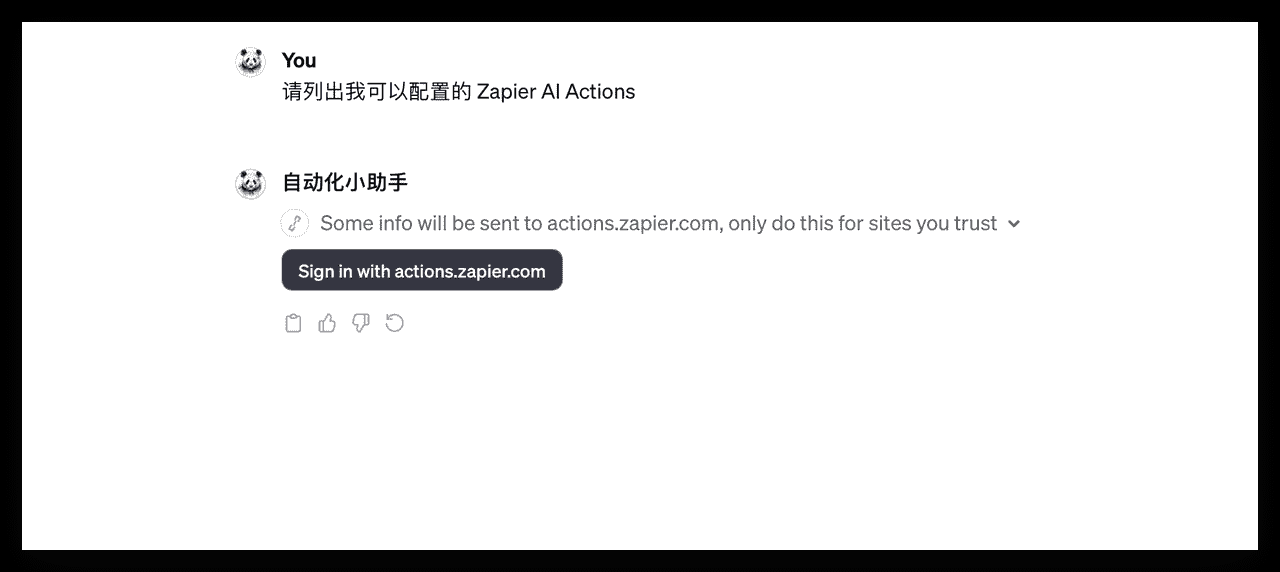 You
请列出我可以配置的 Zapier AI Actions
自动化小助手
Some info will be sent to actions.zapier.com, only do this for sites you trust
Sign in with actions.zapier.com